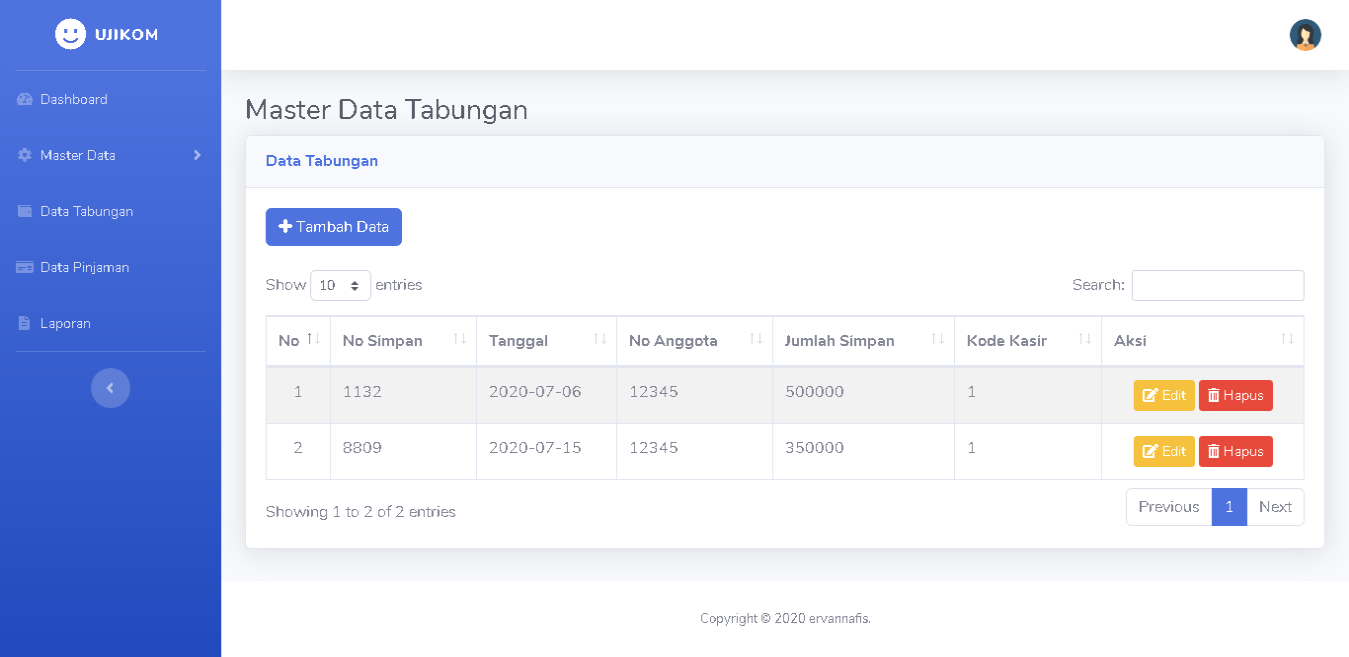 UJIKOM
Dashboard
Master Data
Data Tabungan
Data Pinjaman
Laporan
Master Data Tabungan
Data Tabungan
Tambah Data
Show 10 entries
Search:
No No Simpan Tanggal No Anggota Jumlah Simpan Kode Kasir Aksi
1 1132 2020-07-06 12345 500000 1 Edit Hapus
2 8809 2020-07-15 12345 350000 1 Edit Hapus
Showing 1 to 2 of 2 entries
Previous 1 Next
Copyright © 2020 ervannafis.